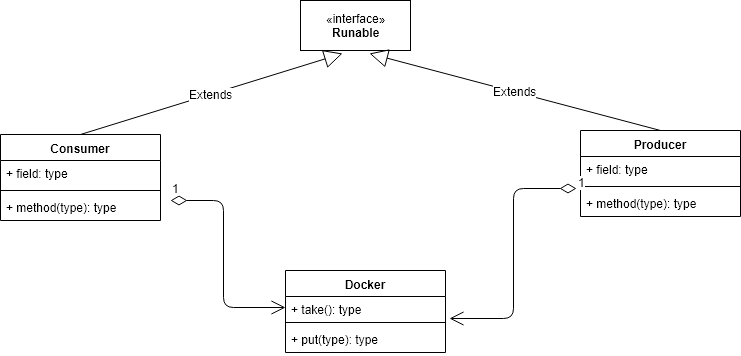 «interface»
Runable
Extends
Extends
Consumer
+ field: type
+ method(type): type
1
Producer
+ field: type
1
+ method(type): type
Docker
+ take(): type
+ put(type): type